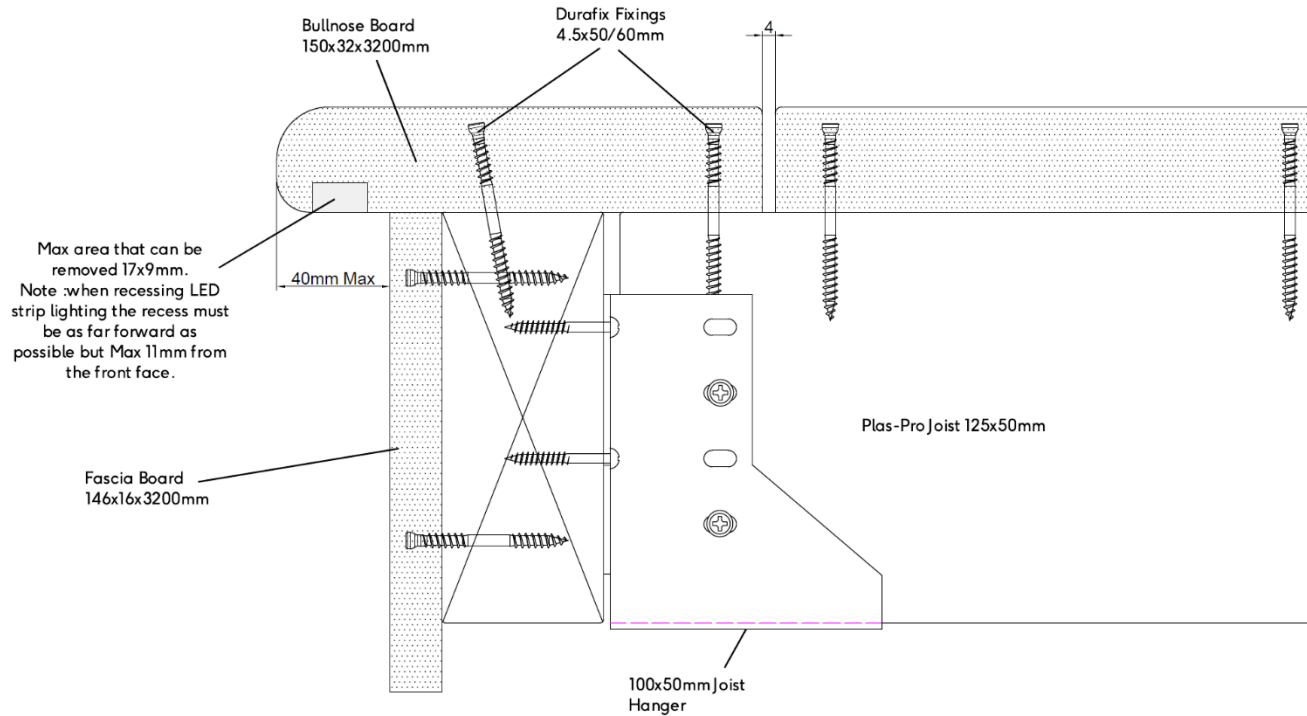 Bullnose Board
150x32x3200mm
Durafix Fixings
4.5x50/60mm
4
Max area that can be
removed 17x9mm.
Note :when recessing LED
strip lighting the recess must
be as far forward as
possible but Max 11mm from
the front face.
40mm Max
Plas-Pro Joist 125x50mm
Fascia Board
146x16x3200mm
100x50mm Joist
Hanger